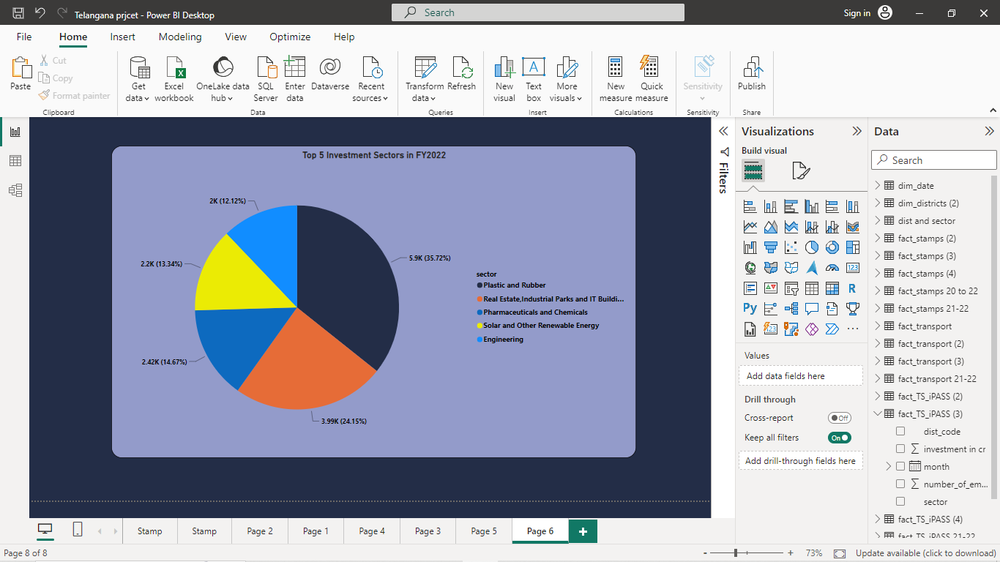 Telangana prjcet - Power BI Desktop
Search
Sign in
File
Home
Insert
Modeling
View
Optimize
Help
Paste
Cut
Copy
Format painter
Clipboard
Get data
Excel workbook
OneLake data hub
SQL Server
Enter data
Dataverse
Recent sources
Data
Transform data
Refresh
Queries
New visual
Text box
More visuals
Insert
New measure
Quick measure
Calculations
Sensitivity
Sensitivity
Publish
Share
Top 5 Investment Sectors in FY2022
2K (12.12%)
2.2K (13.34%)
2.42K (14.67%)
3.99K (24.15%)
5.9K (35.72%)
sector
Plastic and Rubber
Real Estate,Industrial Parks and IT Buildi...
Pharmaceuticals and Chemicals
Solar and Other Renewable Energy
Engineering
Filters
Visualizations
Build visual
123
R
Py
123
Values
Add data fields here
Drill through
Cross-report
Off
Keep all filters
On
Add drill-through fields here
Data
Search
dim_date
dim_districts (2)
dist and sector
fact_stamps (2)
fact_stamps (3)
fact_stamps (4)
fact_stamps 20 to 22
fact_stamps 21-22
fact_transport
fact_transport (2)
fact_transport (3)
fact_transport 21-22
fact_TS_iPASS (2)
fact_TS_iPASS (3)
dist_code
investment in cr
month
number_of_em...
sector
fact_TS_iPASS (4)
fact_TS_iPASS 21-22
Stamp
Stamp
Page 2
Page 1
Page 4
Page 3
Page 5
Page 6
+
Page 8 of 8
- + 73%
Update available (click to download)